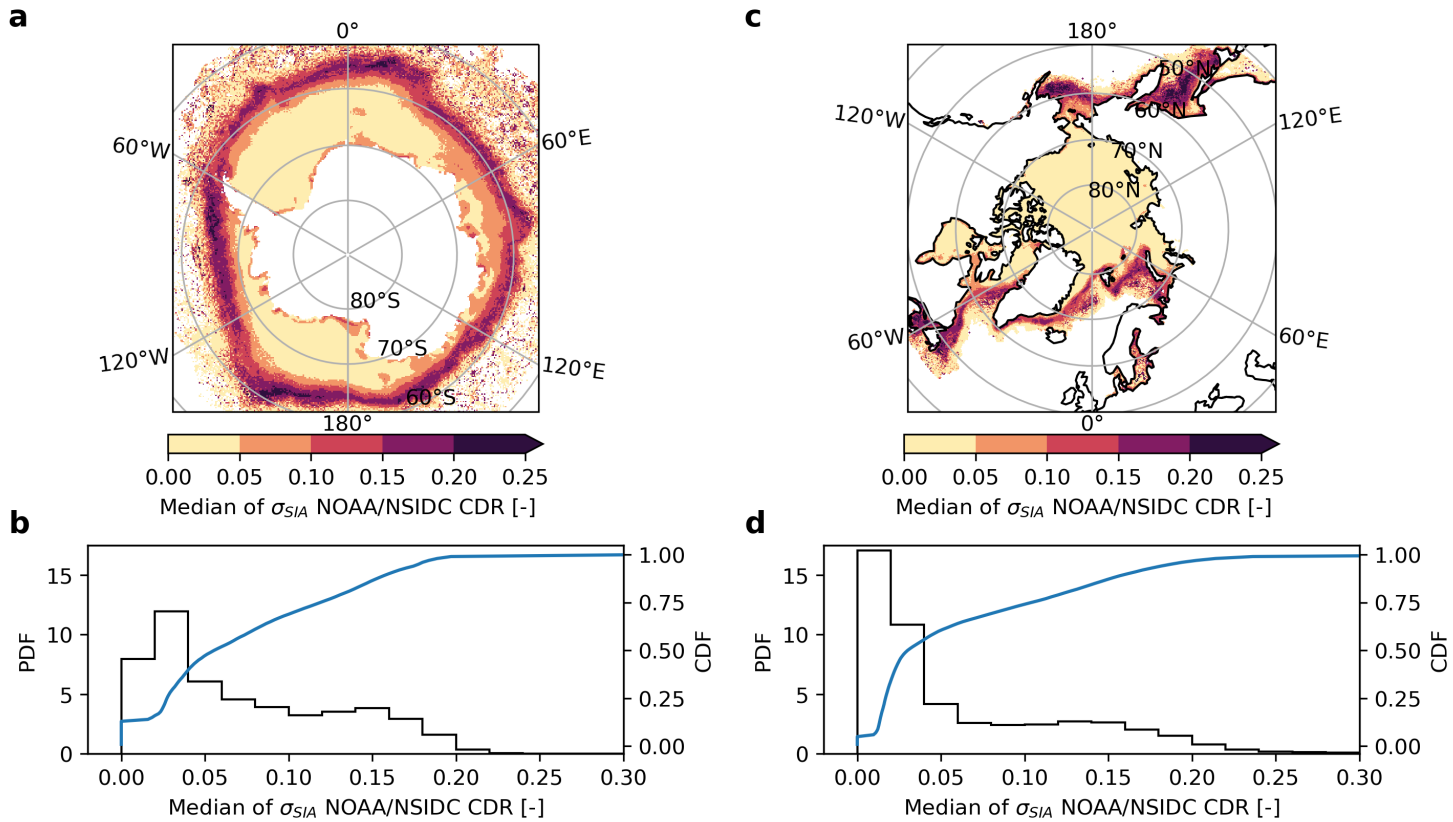 a
0°
60°W
60°E
80°S
70°S
120°W
120°E
60°S
180°
0.00 0.05 0.10 0.15 0.20 0.25
Median of σSIA NOAA/NSIDC CDR [-]
b
15
10
5
0
PDF
1.00
0.75
0.50
0.25
0.00
CDF
0.00 0.05 0.10 0.15 0.20 0.25 0.30
Median of σSIA NOAA/NSIDC CDR [-]
c
180°
50°N
120°W
60°N
120°E
70°N
80°N
60°W
60°E
0°
0.00 0.05 0.10 0.15 0.20 0.25
Median of σSIA NOAA/NSIDC CDR [-]
d
15
10
5
0
PDF
1.00
0.75
0.50
0.25
0.00
CDF
0.00 0.05 0.10 0.15 0.20 0.25 0.30
Median of σSIA NOAA/NSIDC CDR [-]